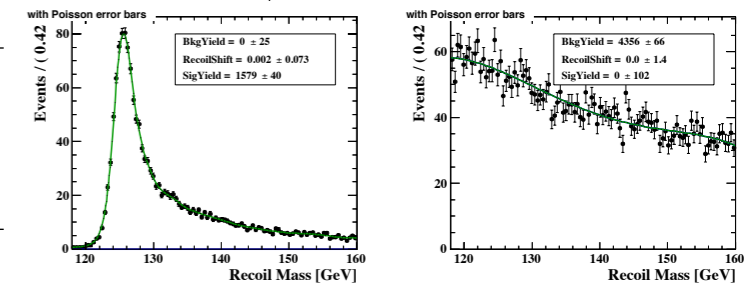 with Poisson error bars
Events / ( 0.42
BkgYield = 0 ± 25
RecoilShift = 0.002 ± 0.073
SigYield = 1579 ± 40
80
60
40
20
0
120 130 140 150 160
Recoil Mass [GeV]
with Poisson error bars
Events / ( 0.42
BkgYield = 4356 ± 66
RecoilShift = 0.0 ± 1.4
SigYield = 0 ± 102
60
40
20
0
120 130 140 150 160
Recoil Mass [GeV]